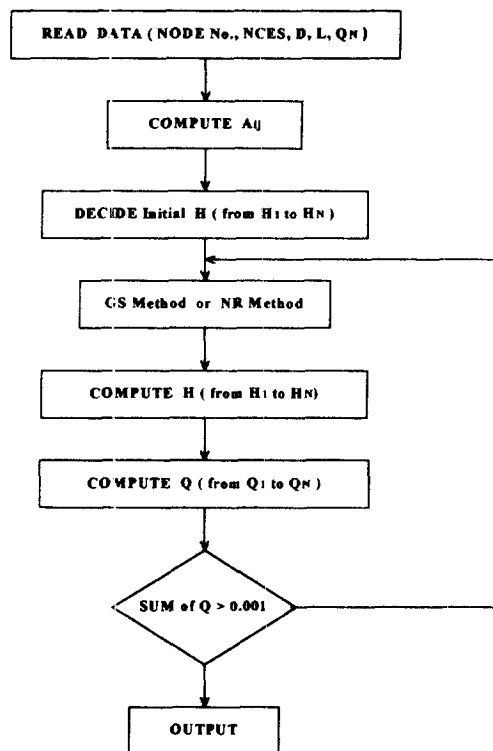 READ DATA ( NODE No., NCES, D, L, QN )
COMPUTE Aij
DECIDE Initial H ( from H1 to HN )
GS Method or NR Method
COMPUTE H ( from H1 to HN )
COMPUTE Q ( from Q1 to QN )
SUM of Q > 0.001
OUTPUT